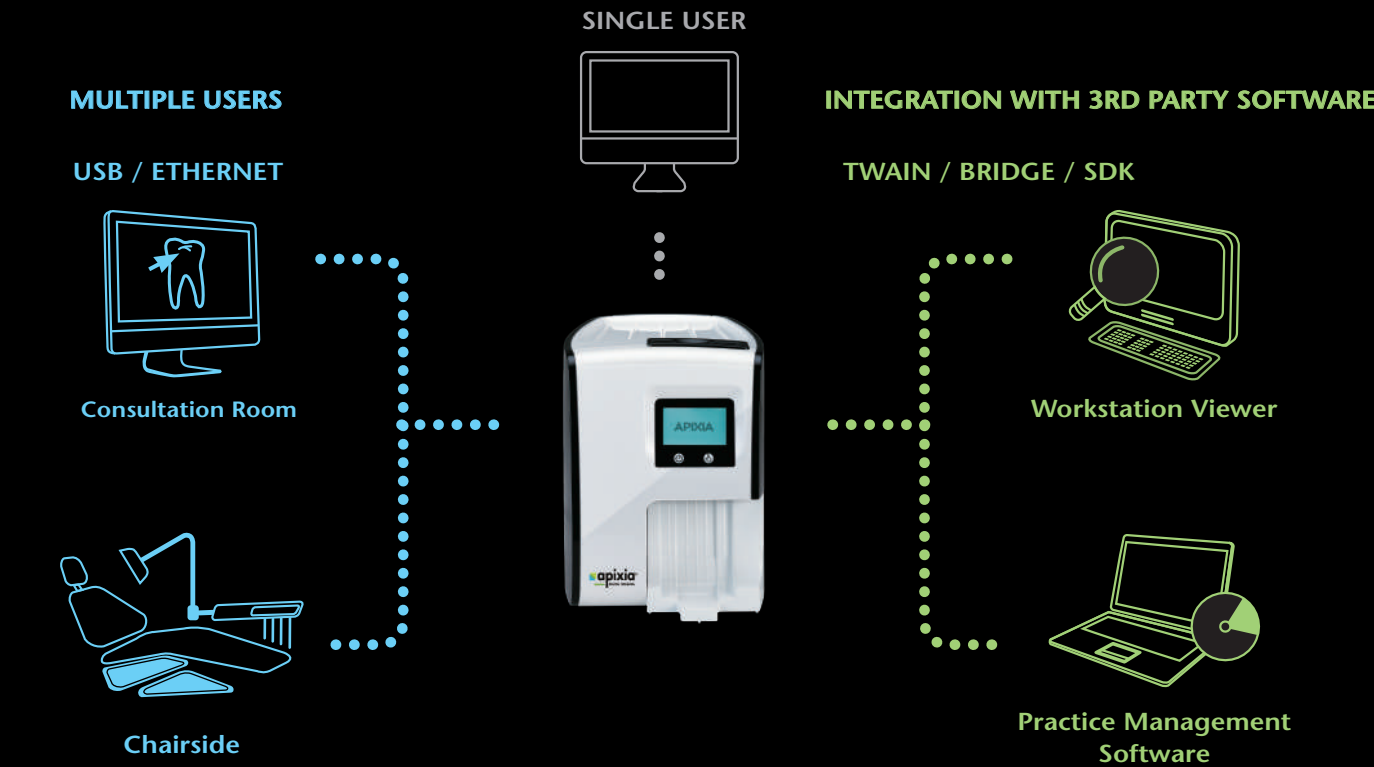 SINGLE USER
MULTIPLE USERS
INTEGRATION WITH 3RD PARTY SOFTWARE
USB / ETHERNET
TWAIN / BRIDGE / SDK
Consultation Room
Workstation Viewer
APIXIA
apixia
Chairside
Practice Management
Software